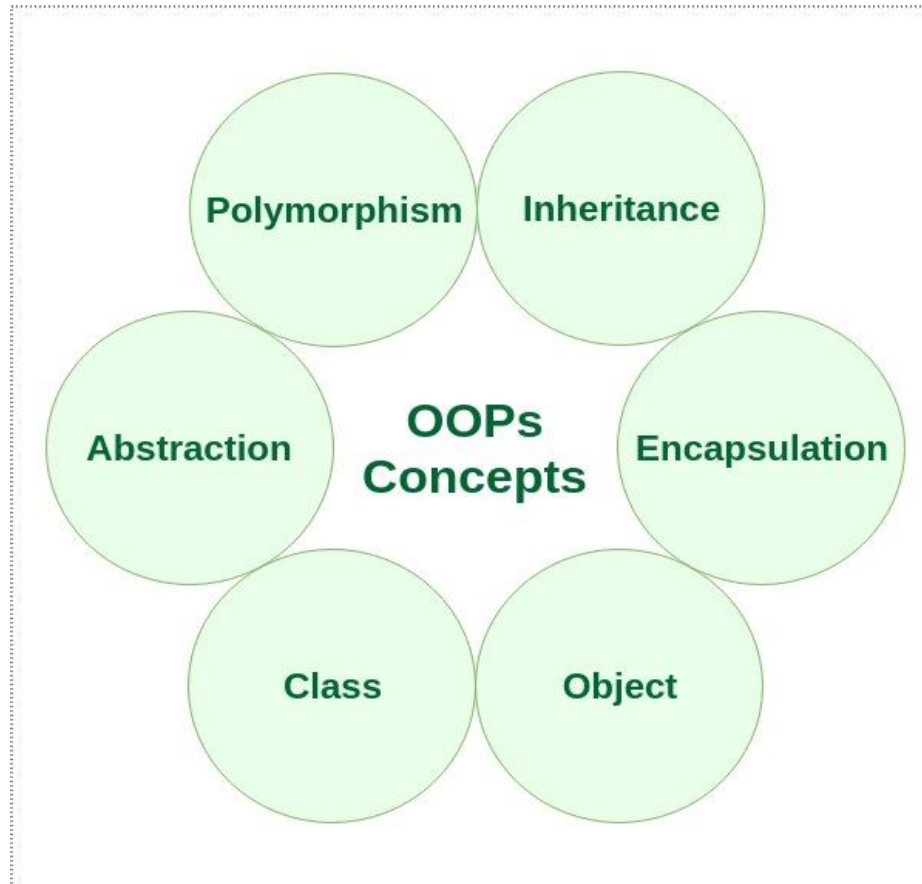 Polymorphism
Inheritance
Abstraction
OOPs
Concepts
Encapsulation
Class
Object